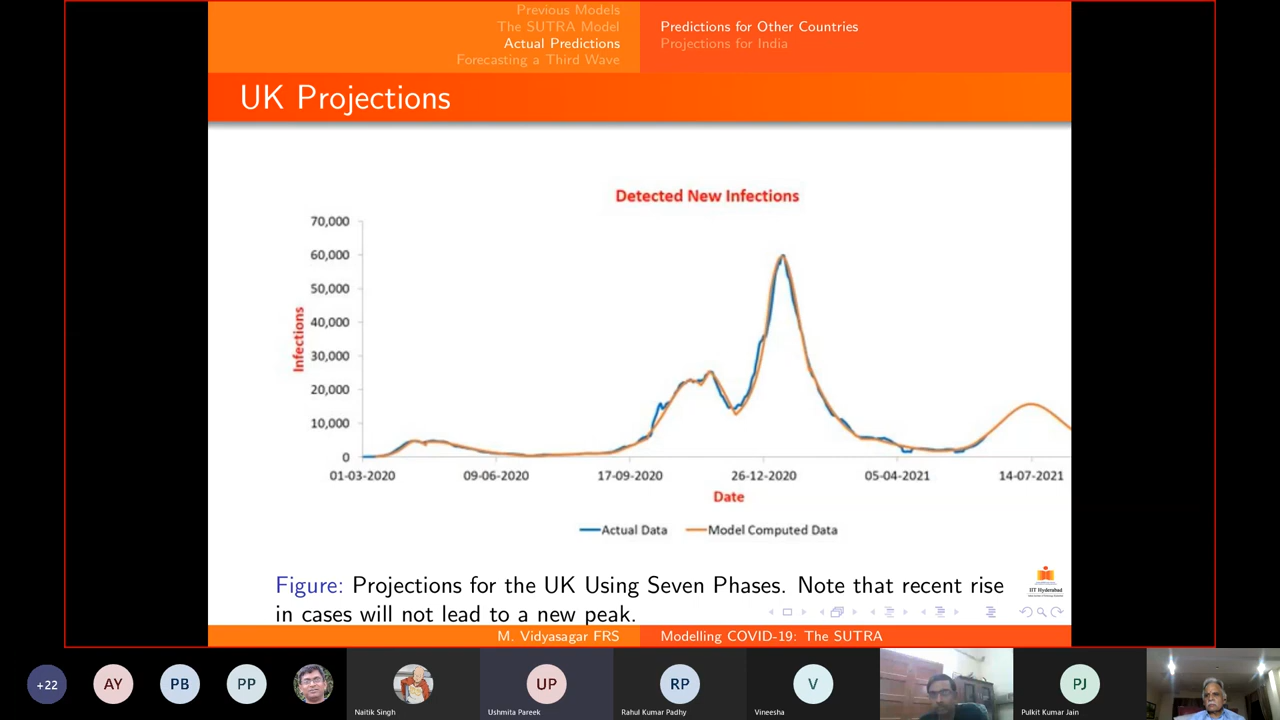 Previous Models
The SUTRA Model
Actual Predictions
Forecasting a Third Wave
Predictions for Other Countries
Projections for India
UK Projections
Detected New Infections
70,000
60,000
50,000
40,000
30,000
20,000
10,000
0
Infections
01-03-2020 09-06-2020 17-09-2020 26-12-2020 05-04-2021 14-07-2021
Date
Actual Data Model Computed Data
Figure: Projections for the UK Using Seven Phases. Note that recent rise
in cases will not lead to a new peak.
IIT Hyderabad
M. Vidyasagar FRS Modelling COVID-19: The SUTRA
+22 AY PB PP UP RP V PJ
Naitik Singh Ushmita Pareek Rahul Kumar Padhy Vineesha Pulkit Kumar Jain